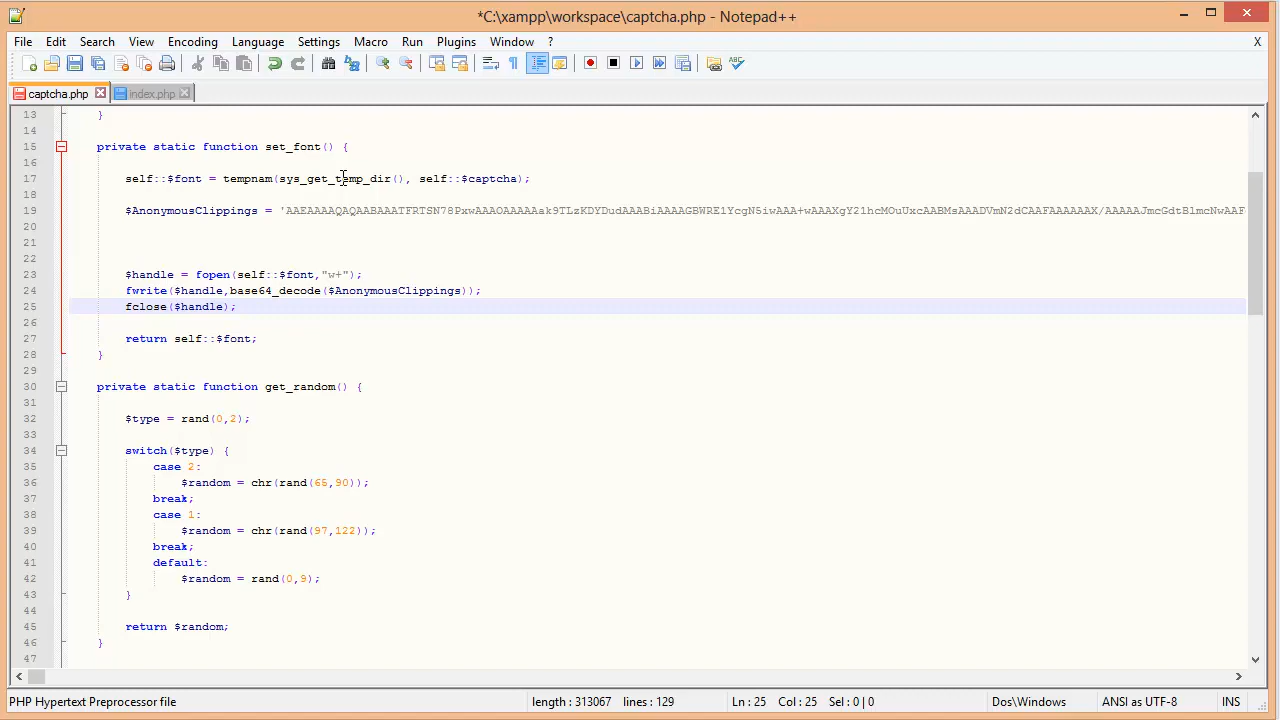 *C:\xampp\workspace\captcha.php - Notepad++
File Edit Search View Encoding Language Settings Macro Run Plugins Window ? X
captcha.php index.php
13 }
14
15 private static function set_font() {
16
17 self::$font = tempnam(sys_get_temp_dir(), self::$captcha);
18
19 $AnonymousClippings = 'AAEAAAAQAQAABAAATFRTSN78PxwAAAOAAAAAak9TLzKDYDudAAABiAAAAGBWRE1YcgN5iwAAA+wAAAXgY21hcMOuUxcAABMsAAADVmN2dCAAFAAAAAAX/AAAAAJmcGdtBlmcNwAAF
20
21
22
23 $handle = fopen(self::$font,"w+");
24 fwrite($handle,base64_decode($AnonymousClippings));
25 fclose($handle);
26
27 return self::$font;
28 }
29
30 private static function get_random() {
31
32 $type = rand(0,2);
33
34 switch($type) {
35 case 2:
36 $random = chr(rand(65,90));
37 break;
38 case 1:
39 $random = chr(rand(97,122));
40 break;
41 default:
42 $random = rand(0,9);
43 }
44
45 return $random;
46 }
47
PHP Hypertext Preprocessor file length : 313067 lines : 129 Ln : 25 Col : 25 Sel : 0 | 0 Dos\Windows ANSI as UTF-8 INS